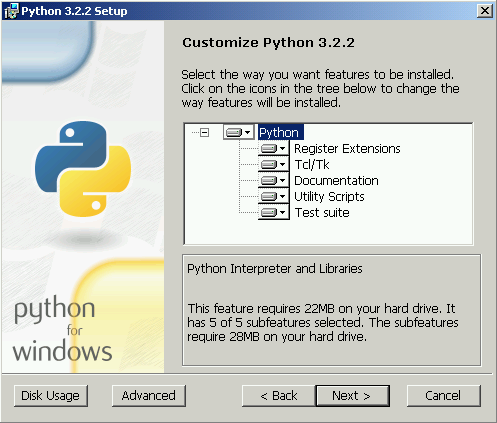 Python 3.2.2 Setup
Customize Python 3.2.2
Select the way you want features to be installed.
Click on the icons in the tree below to change the
way features will be installed.
Python
Register Extensions
Tcl/Tk
Documentation
Utility Scripts
Test suite
Python Interpreter and Libraries
This feature requires 22MB on your hard drive. It
has 5 of 5 subfeatures selected. The subfeatures
require 28MB on your hard drive.
python
for
windows
Disk Usage
Advanced
< Back
Next >
Cancel